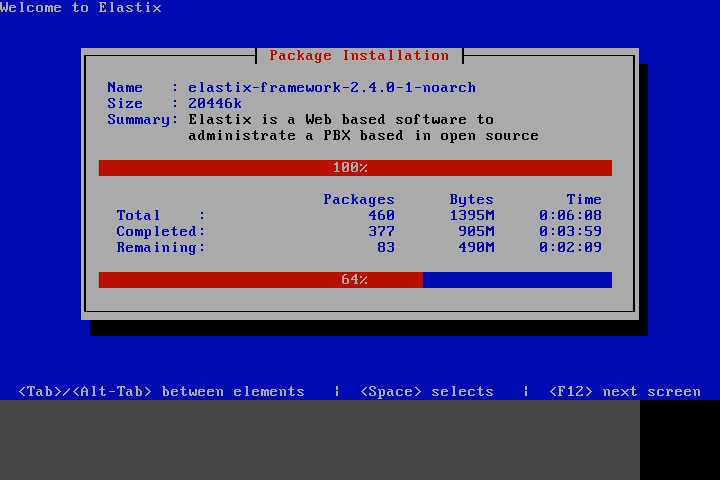 Welcome to Elastix
Package Installation
Name : elastix-framework-2.4.0-1-noarch
Size : 20446k
Summary: Elastix is a Web based software to
administrate a PBX based in open source
100%
Packages Bytes Time
Total : 460 1395M 0:06:08
Completed: 377 905M 0:03:59
Remaining: 83 490M 0:02:09
64%
<Tab>/<Alt-Tab> between elements | <Space> selects | <F12> next screen